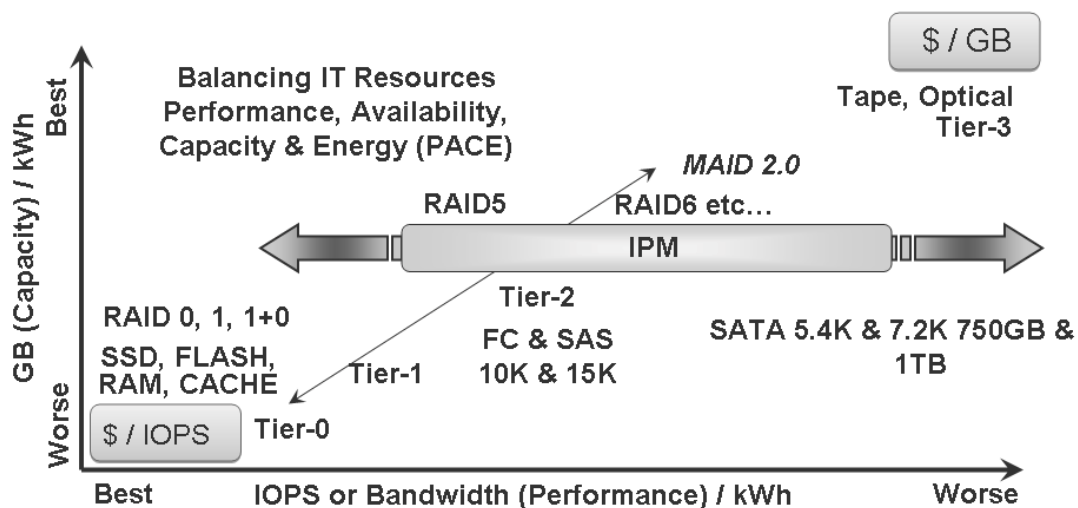 $ / GB
Balancing IT Resources
Performance, Availability,
Capacity & Energy (PACE)
Tape, Optical
Tier-3
MAID 2.0
RAID5
RAID6 etc...
IPM
Tier-2
RAID 0, 1, 1+0
SSD, FLASH,
RAM, CACHE
FC & SAS
10K & 15K
SATA 5.4K & 7.2K 750GB &
1TB
Tier-1
Tier-0
$ / IOPS
GB (Capacity) / kWh
Best
Worse
Best
IOPS or Bandwidth (Performance) / kWh
Worse